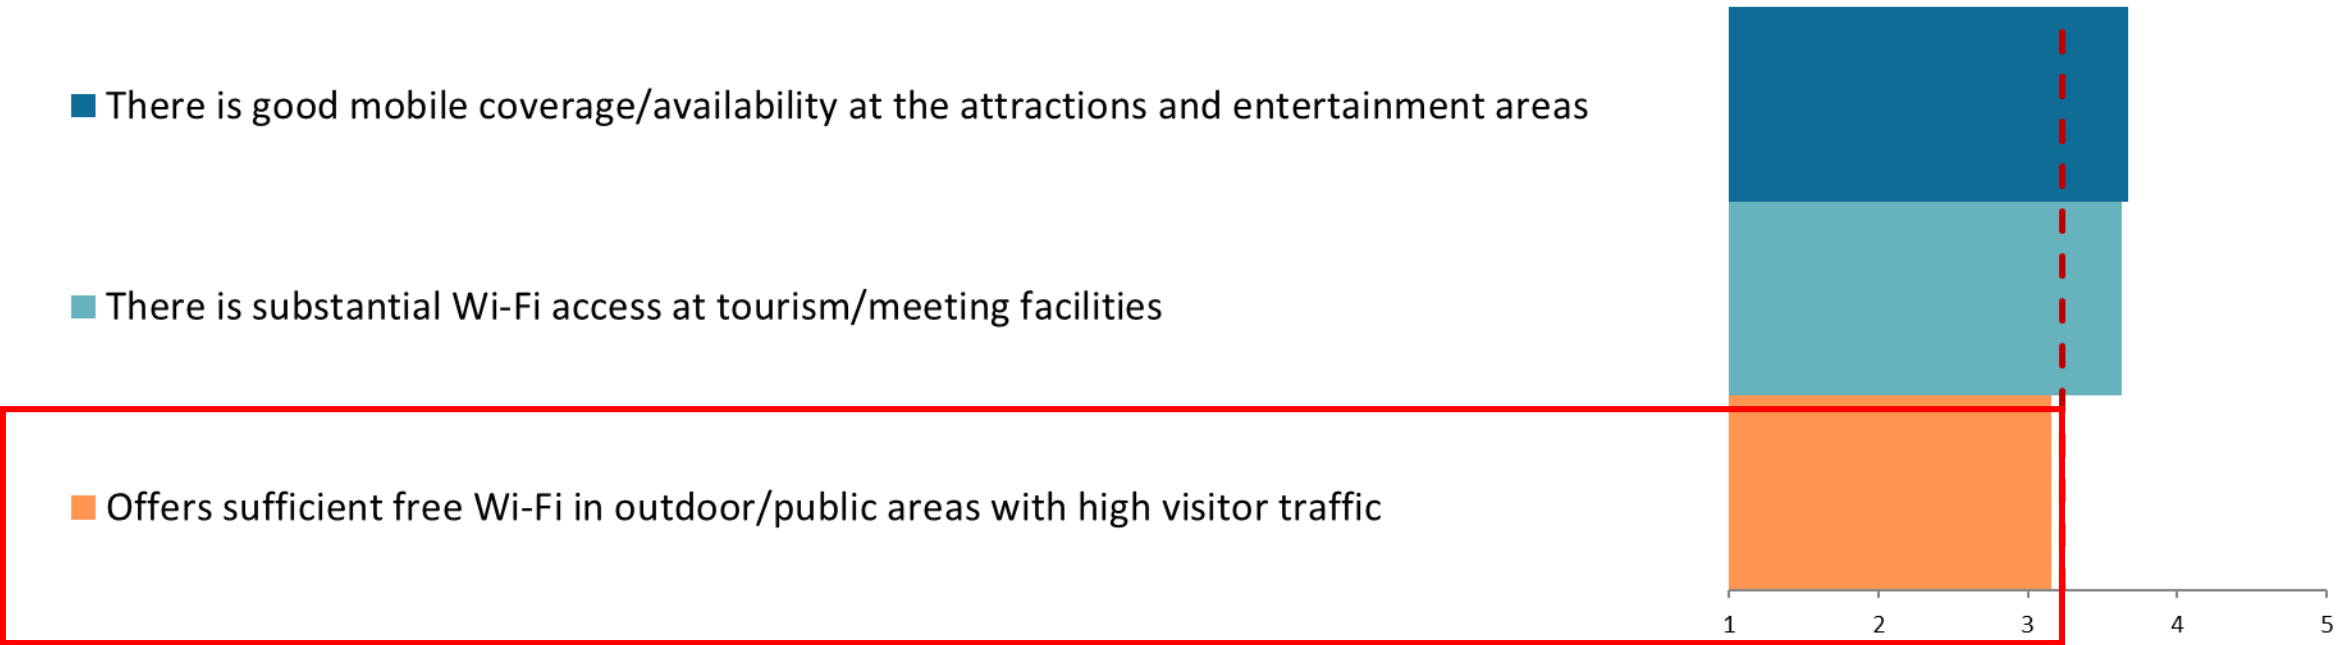 There is good mobile coverage/availability at the attractions and entertainment areas
There is substantial Wi-Fi access at tourism/meeting facilities
Offers sufficient free Wi-Fi in outdoor/public areas with high visitor traffic
1 2 3 4 5